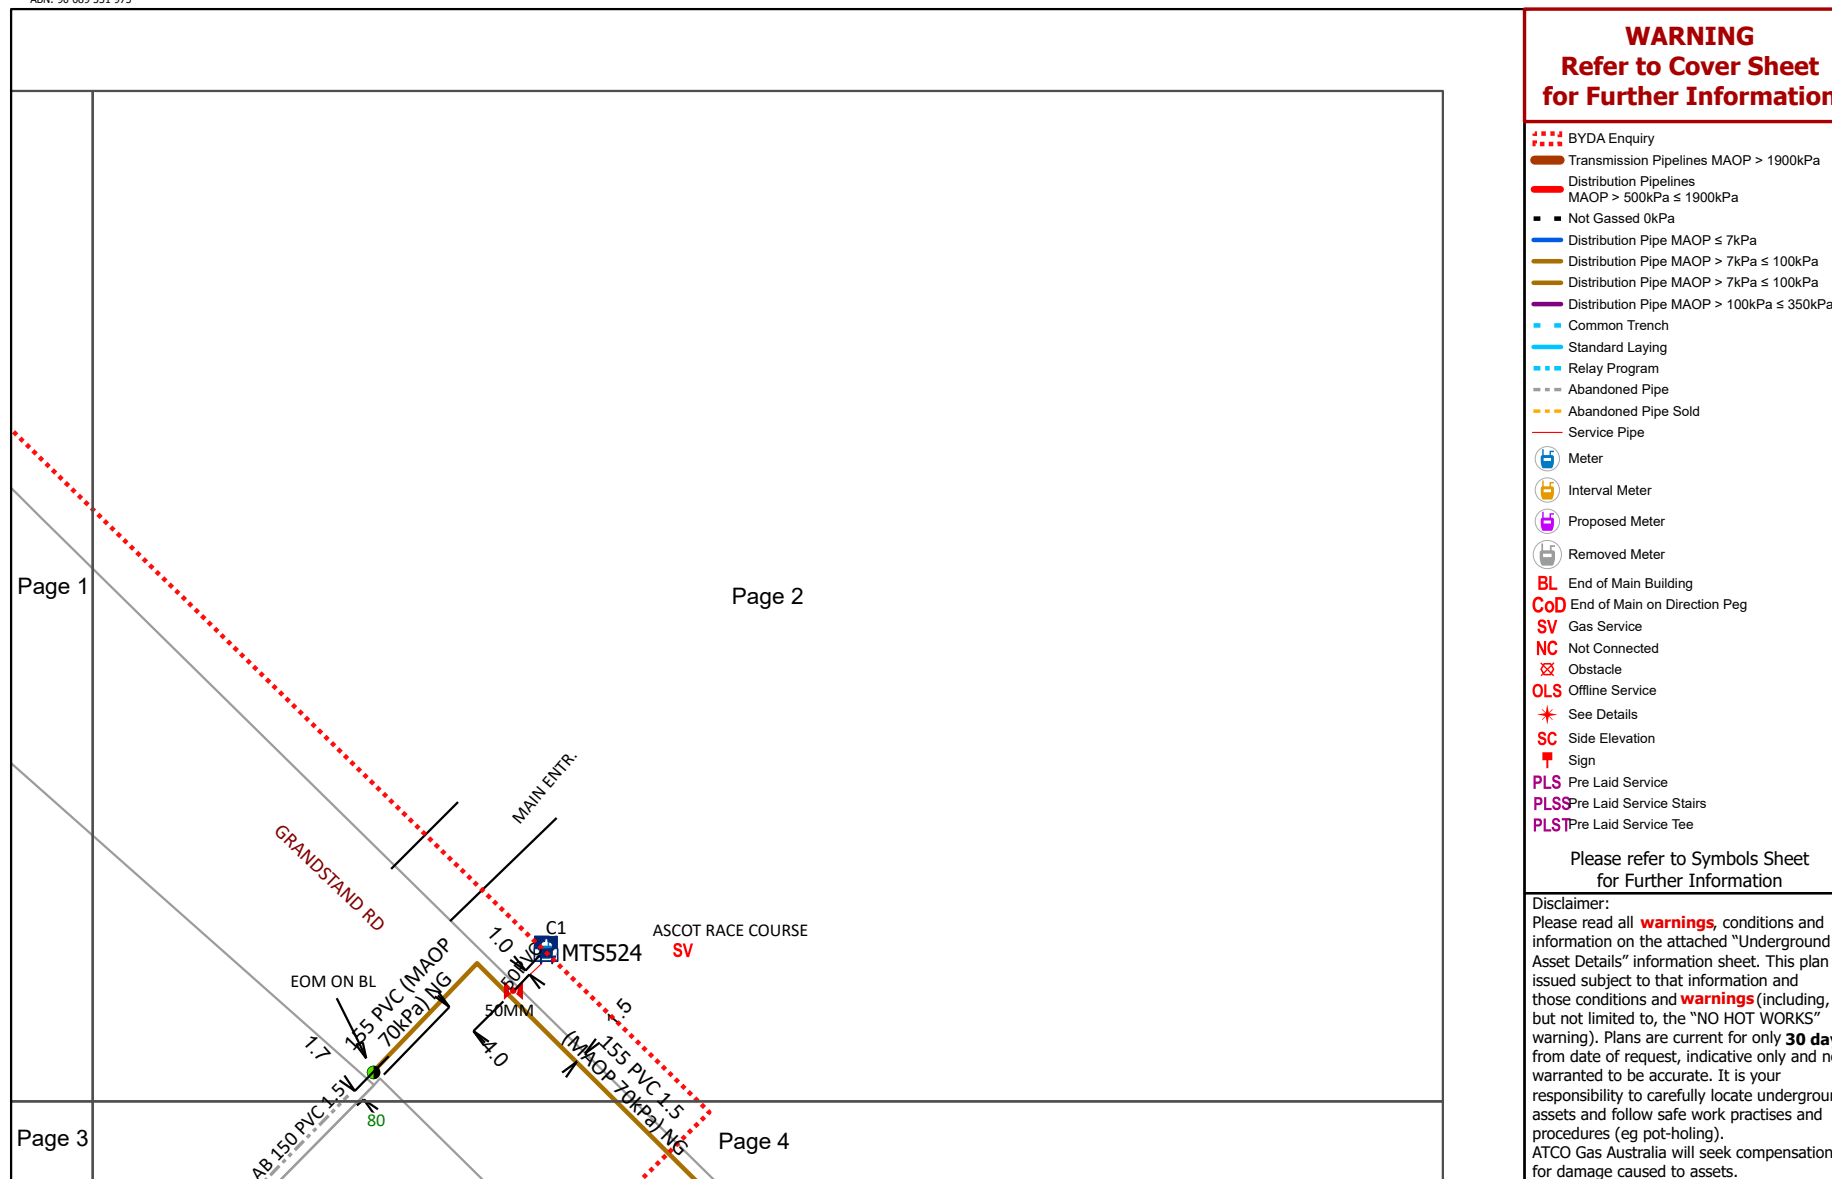 ABN: 90 089 531 975
WARNING
Refer to Cover Sheet
for Further Information
BYDA Enquiry
Transmission Pipelines MAOP > 1900kPa
Distribution Pipelines
MAOP > 500kPa ≤ 1900kPa
Not Gassed 0kPa
Distribution Pipe MAOP ≤ 7kPa
Distribution Pipe MAOP > 7kPa ≤ 100kPa
Distribution Pipe MAOP > 7kPa ≤ 100kPa
Distribution Pipe MAOP > 100kPa ≤ 350kPa
Common Trench
Standard Laying
Relay Program
Abandoned Pipe
Abandoned Pipe Sold
Service Pipe
Meter
Interval Meter
Proposed Meter
Removed Meter
BL End of Main Building
CoD End of Main on Direction Peg
SV Gas Service
NC Not Connected
Obstacle
OLS Offline Service
See Details
SC Side Elevation
Sign
PLS Pre Laid Service
PLSS Pre Laid Service Stairs
PLST Pre Laid Service Tee
Please refer to Symbols Sheet
for Further Information
Disclaimer:
Please read all warnings, conditions and
information on the attached “Underground
Asset Details” information sheet. This plan
issued subject to that information and
those conditions and warnings (including,
but not limited to, the “NO HOT WORKS”
warning). Plans are current for only 30 day
from date of request, indicative only and no
warranted to be accurate. It is your
responsibility to carefully locate undergroun
assets and follow safe work practises and
procedures (eg pot-holing).
ATCO Gas Australia will seek compensation
for damage caused to assets.
Page 1
Page 2
MAIN ENTR.
GRANDSTAND RD
C1
MTS524
ASCOT RACE COURSE
SV
1.0
50PVC
50MM
EOM ON BL
155 PVC (MAOP
70kPa) NG
1.7
4.0
1.5
155 PVC 1.5
(MAOP 70kPa) NG
AB 150 PVC 1.5
80
Page 3
Page 4